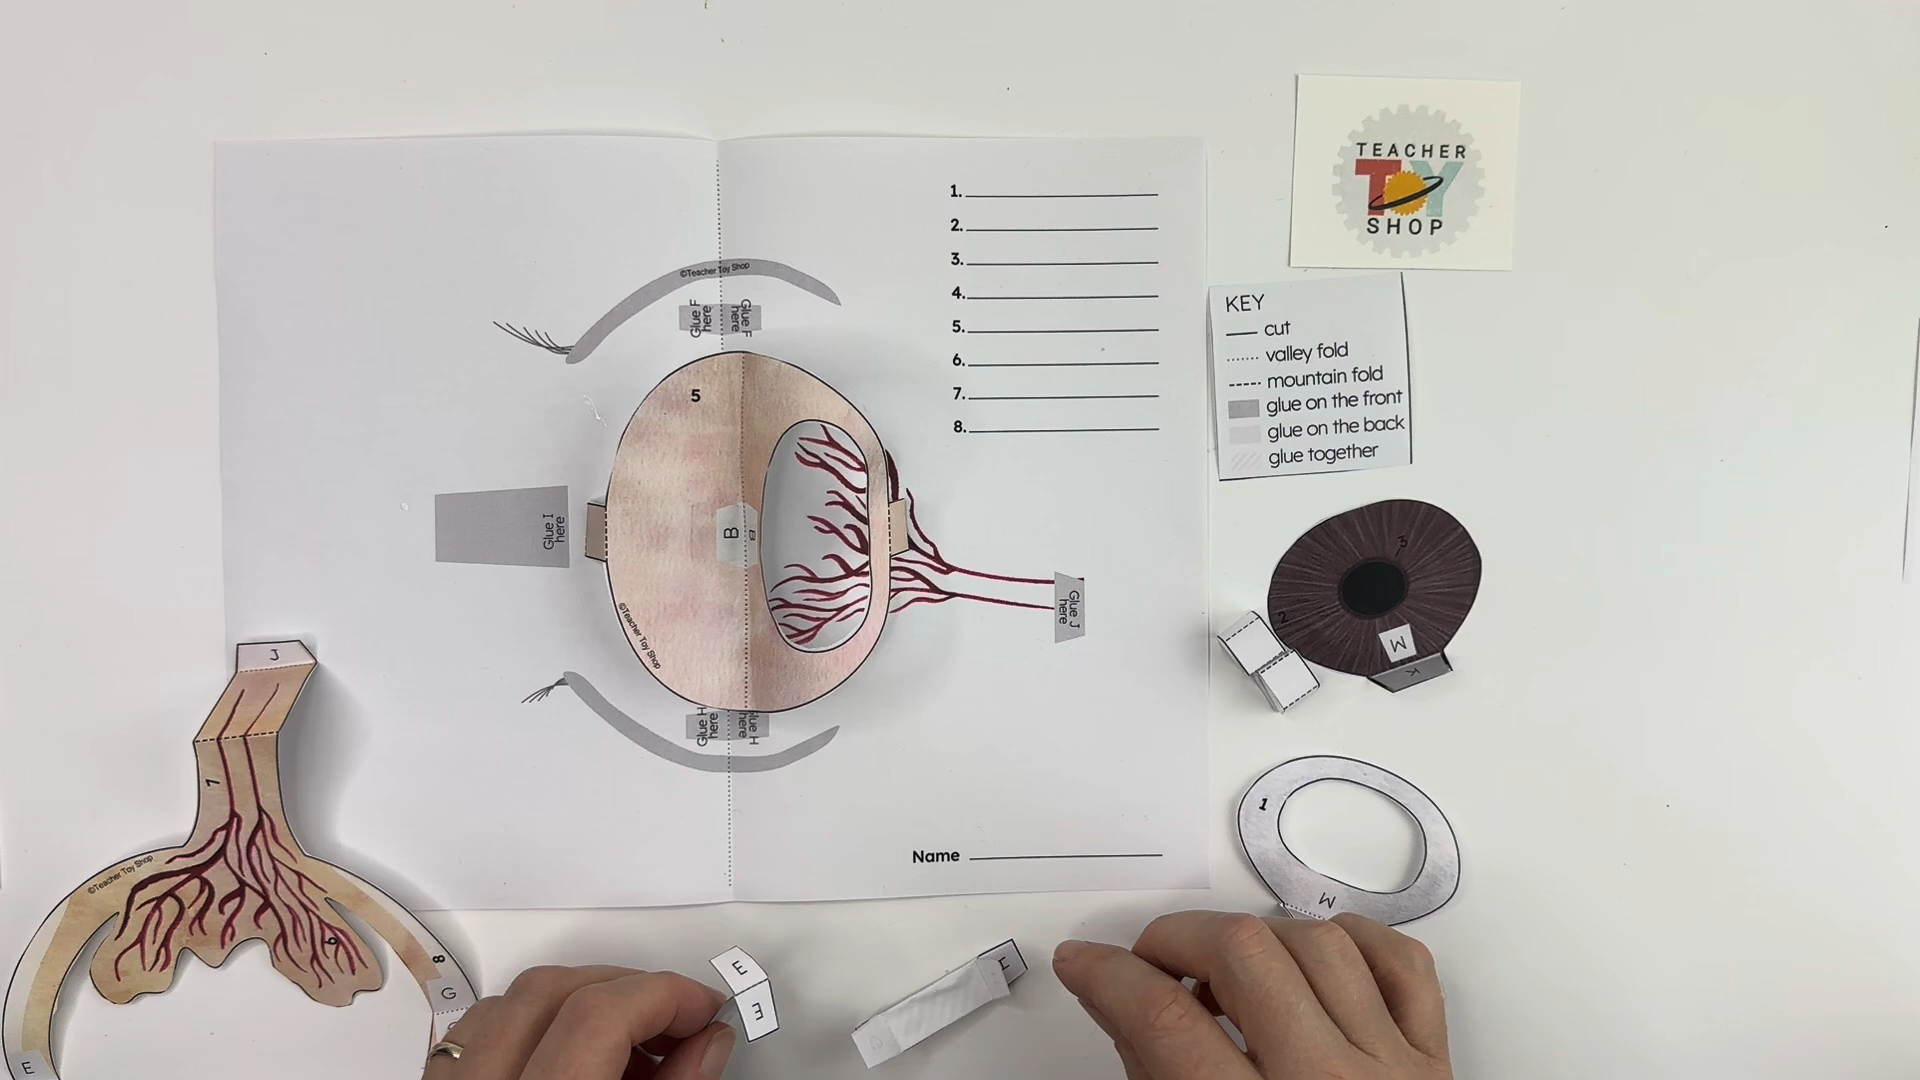 TEACHER
TOY
SHOP
1.
2.
3.
4.
5.
6.
7.
8.
KEY
cut
valley fold
mountain fold
glue on the front
glue on the back
glue together
©Teacher Toy Shop
Glue F
here
Glue F
here
5
B
B
Glue I
here
Glue J
here
©Teacher Toy Shop
Glue H
here
Glue H
here
3
2
M
K
J
7
©Teacher Toy Shop
8
G
E
1
M
E
E
Name